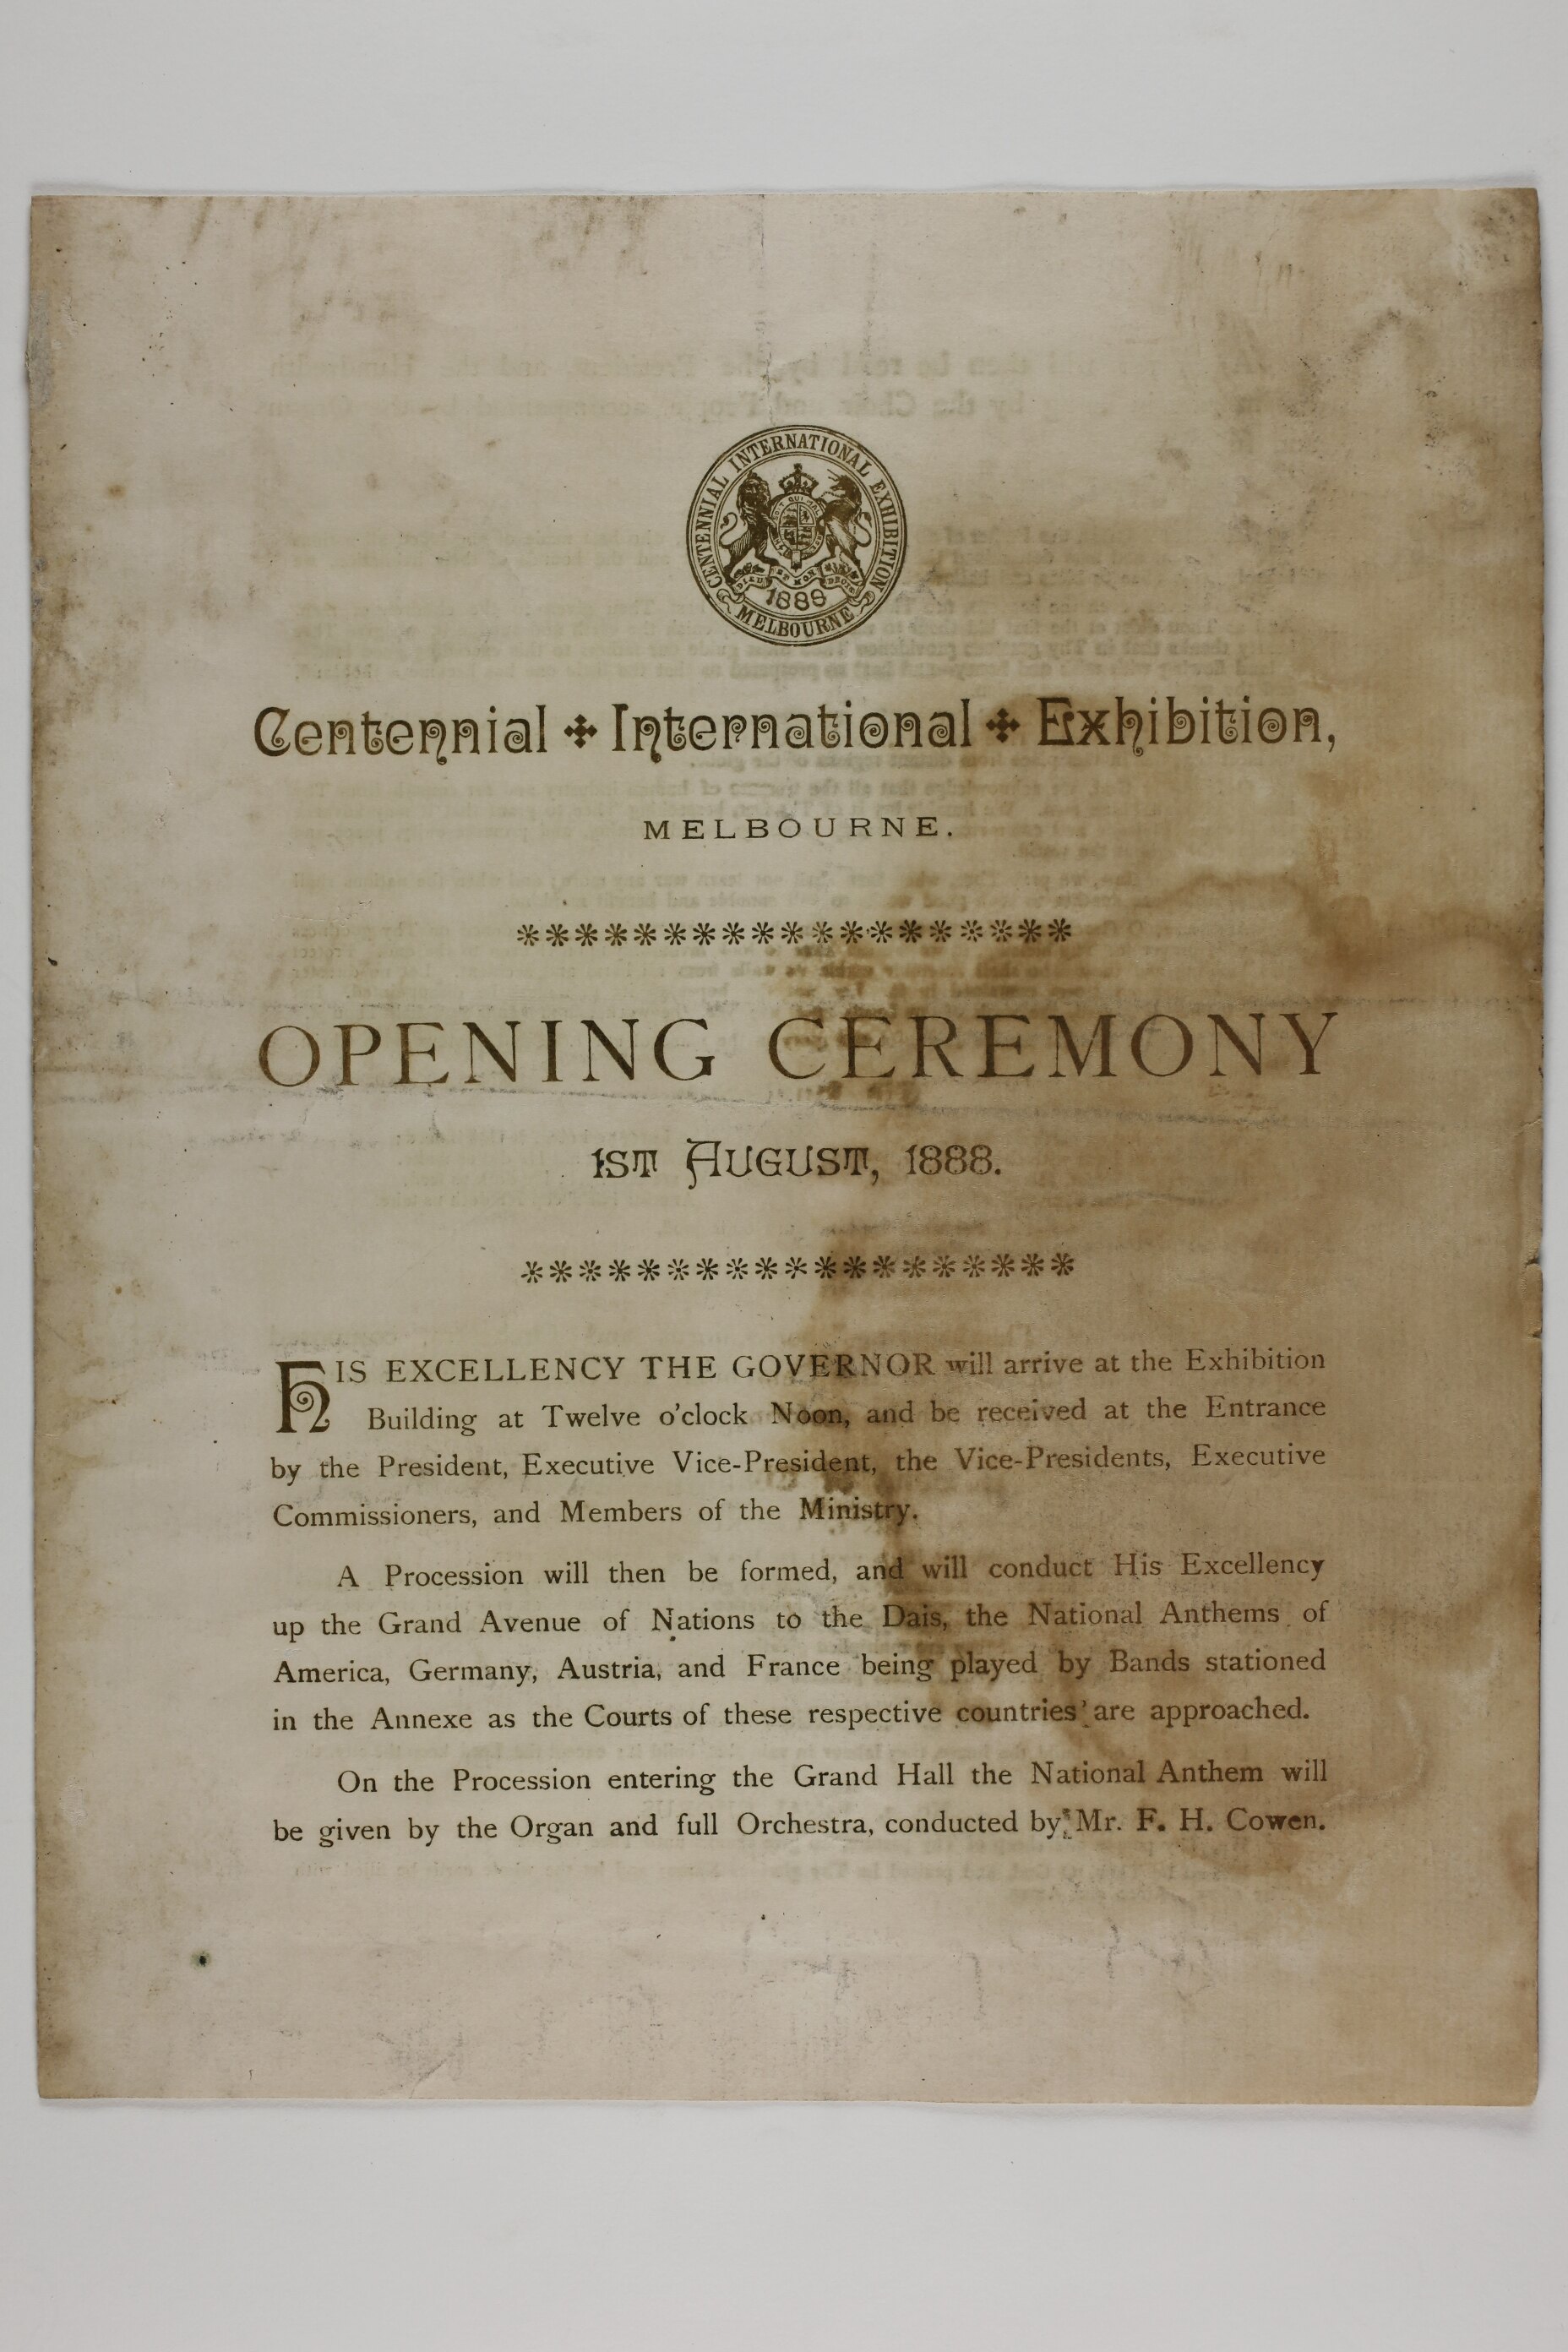 CENTENNIAL INTERNATIONAL EXHIBITION
1888
MELBOURNE
Centennial International Exhibition,
MELBOURNE.
*******************
OPENING CEREMONY
1ST AUGUST, 1888.
*******************
HIS EXCELLENCY THE GOVERNOR will arrive at the Exhibition
Building at Twelve o'clock Noon, and be received at the Entrance
by the President, Executive Vice-President, the Vice-Presidents, Executive
Commissioners, and Members of the Ministry.
A Procession will then be formed, and will conduct His Excellency
up the Grand Avenue of Nations to the Dais, the National Anthems of
America, Germany, Austria, and France being played by Bands stationed
in the Annexe as the Courts of these respective countries are approached.
On the Procession entering the Grand Hall the National Anthem will
be given by the Organ and full Orchestra, conducted by Mr. F. H. Cowen.